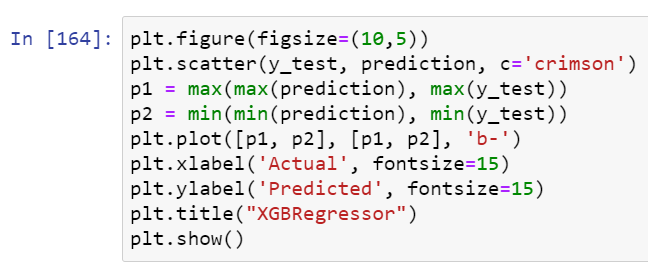 In [164]: plt.figure(figsize=(10,5))
plt.scatter(y_test, prediction, c='crimson')
p1 = max(max(prediction), max(y_test))
p2 = min(min(prediction), min(y_test))
plt.plot([p1, p2], [p1, p2], 'b-')
plt.xlabel('Actual', fontsize=15)
plt.ylabel('Predicted', fontsize=15)
plt.title("XGBRegressor")
plt.show()